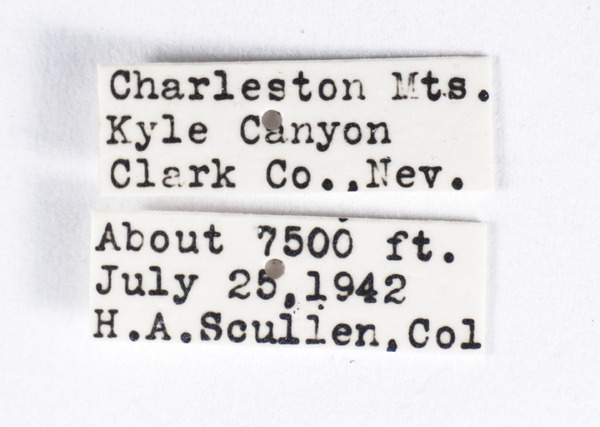 Charleston Mts.
Kyle Canyon
Clark Co.,Nev.
About 7500 ft.
July 25,1942
H.A.Scullen,Col